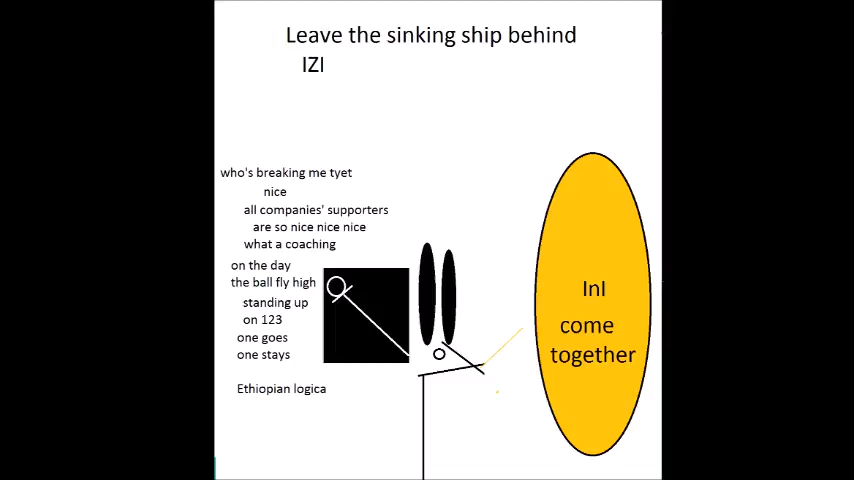 Leave the sinking ship behind
IZI
who's breaking me tyet
nice
all companies' supporters
are so nice nice nice
what a coaching
on the day
the ball fly high
standing up
on 123
one goes
one stays
Ethiopian logica
InI
come
together